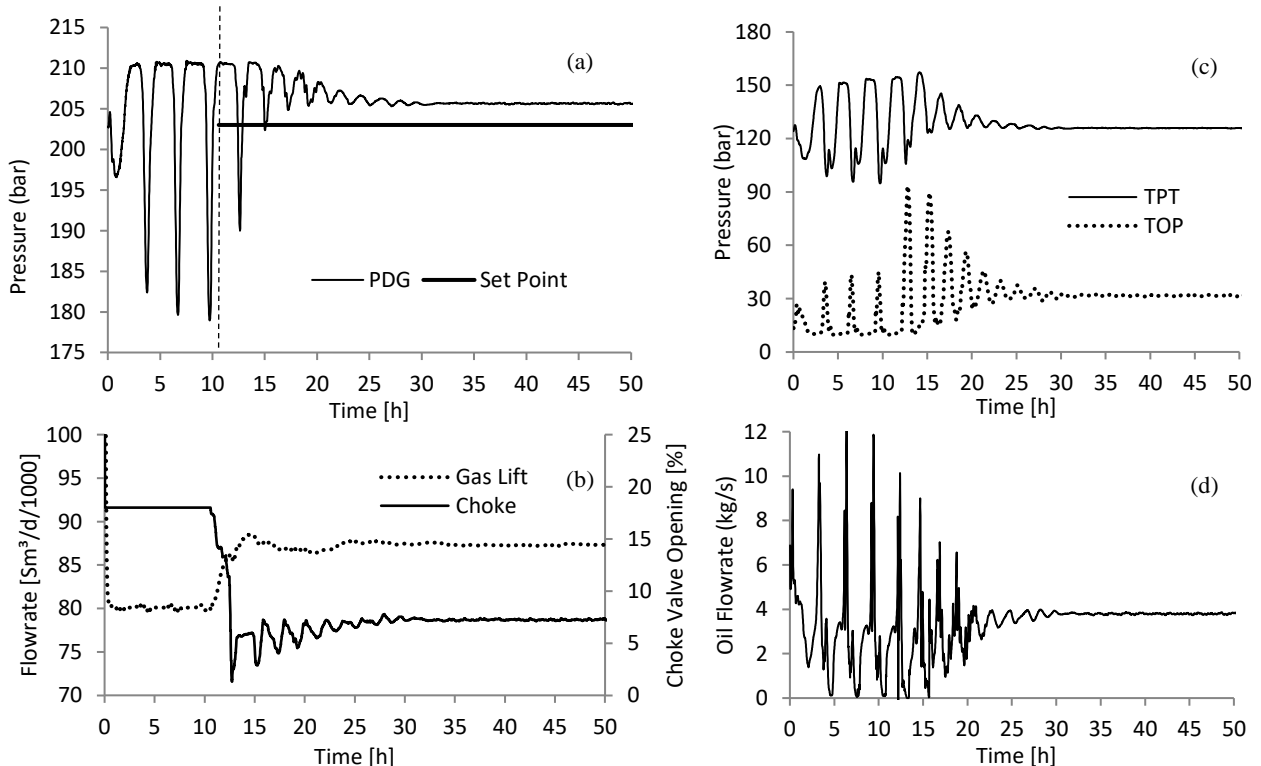 215
210
205
200
195
190
185
180
175
Pressure (bar)
(a)
PDG
Set Point
0 5 10 15 20 25 30 35 40 45 50
Time [h]
180
150
120
90
60
30
0
Pressure (bar)
(c)
TPT
TOP
0 5 10 15 20 25 30 35 40 45 50
Time [h]
100
95
90
85
80
75
70
Flowrate [Sm³/d/1000]
Gas Lift
Choke
(b)
25
20
15
10
5
0
Choke Valve Opening [%]
0 5 10 15 20 25 30 35 40 45 50
Time [h]
12
10
8
6
4
2
0
Oil Flowrate (kg/s)
(d)
0 5 10 15 20 25 30 35 40 45 50
Time [h]